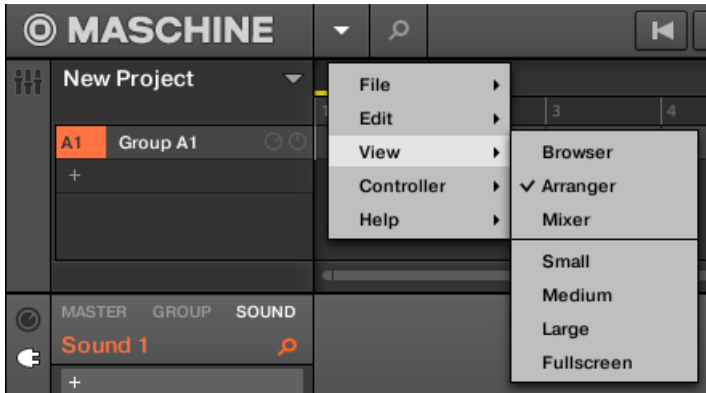 MASCHINE
New Project
File
1
3
4
Edit
A1 Group A1
View
Browser
+
Controller
Arranger
Help
Mixer
Small
Medium
MASTER GROUP SOUND
Large
Sound 1
Fullscreen
+